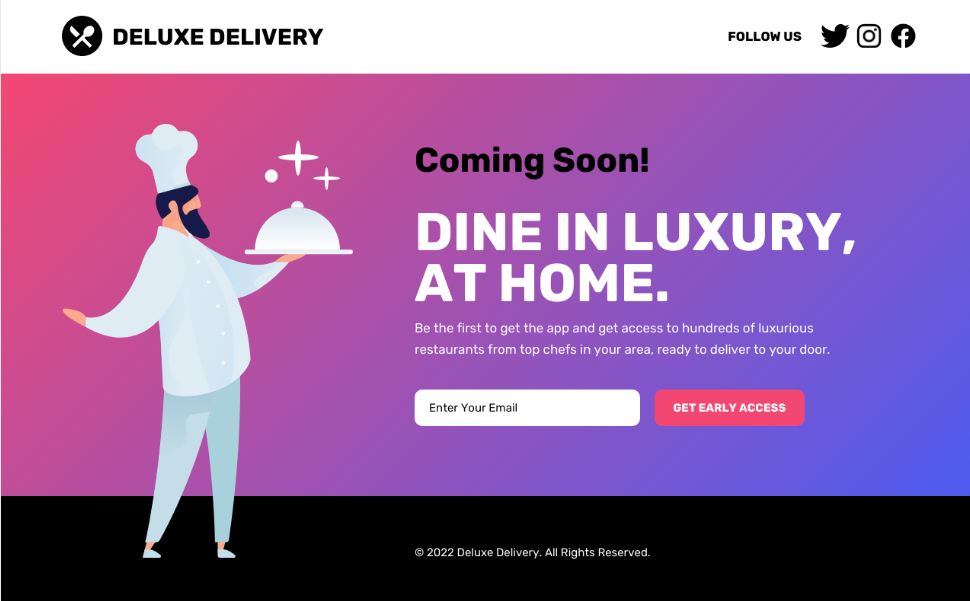 DELUXE DELIVERY
FOLLOW US
Coming Soon!
DINE IN LUXURY,
AT HOME.
Be the first to get the app and get access to hundreds of luxurious
restaurants from top chefs in your area, ready to deliver to your door.
Enter Your Email
GET EARLY ACCESS
© 2022 Deluxe Delivery. All Rights Reserved.